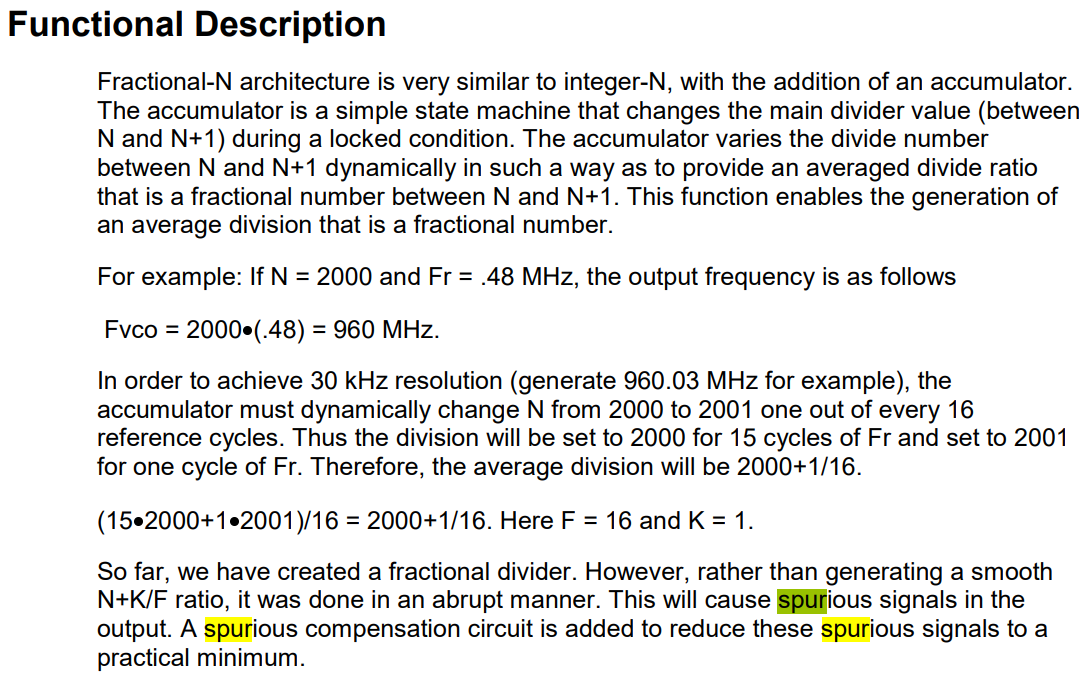 Functional Description
Fractional-N architecture is very similar to integer-N, with the addition of an accumulator.
The accumulator is a simple state machine that changes the main divider value (between
N and N+1) during a locked condition. The accumulator varies the divide number
between N and N+1 dynamically in such a way as to provide an averaged divide ratio
that is a fractional number between N and N+1. This function enables the generation of
an average division that is a fractional number.
For example: If N = 2000 and Fr = .48 MHz, the output frequency is as follows
Fvco = 2000•(.48) = 960 MHz.
In order to achieve 30 kHz resolution (generate 960.03 MHz for example), the
accumulator must dynamically change N from 2000 to 2001 one out of every 16
reference cycles. Thus the division will be set to 2000 for 15 cycles of Fr and set to 2001
for one cycle of Fr. Therefore, the average division will be 2000+1/16.
(15•2000+1•2001)/16 = 2000+1/16. Here F = 16 and K = 1.
So far, we have created a fractional divider. However, rather than generating a smooth
N+K/F ratio, it was done in an abrupt manner. This will cause spurious signals in the
output. A spurious compensation circuit is added to reduce these spurious signals to a
practical minimum.